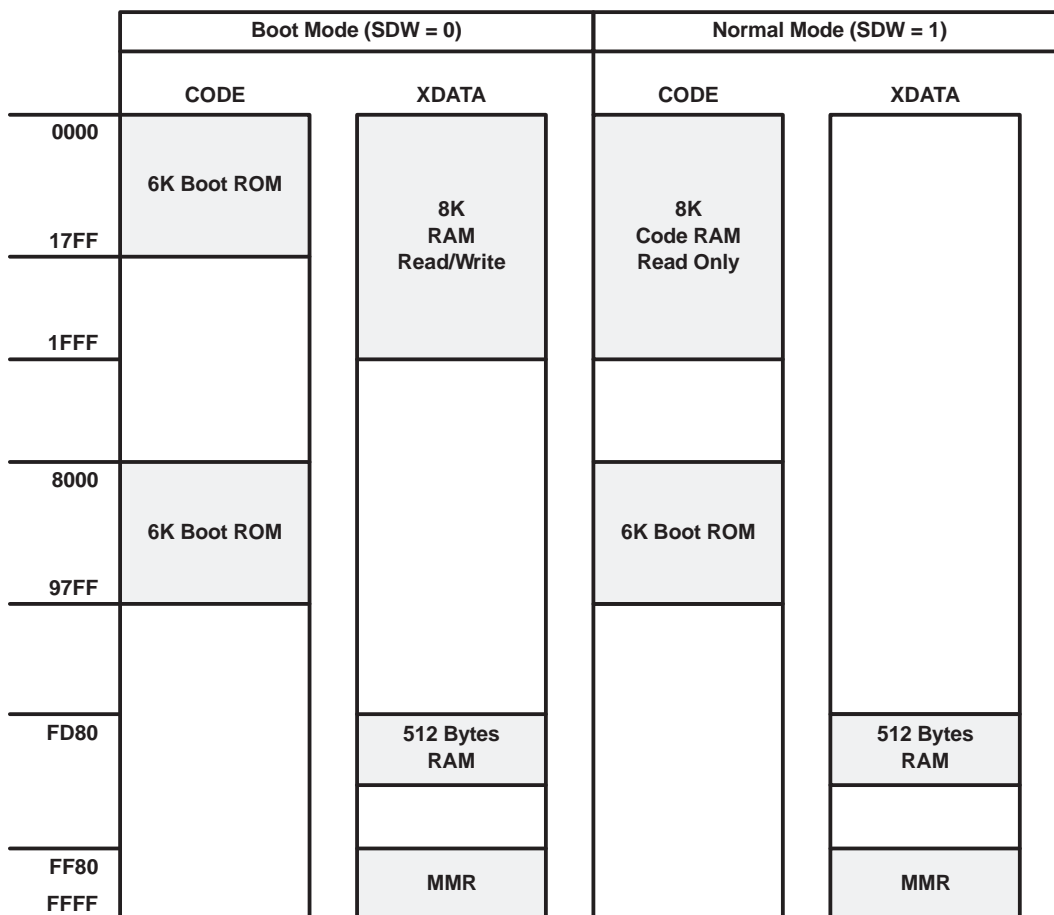 Boot Mode (SDW = 0)
Normal Mode (SDW = 1)
CODE
XDATA
CODE
XDATA
0000
6K Boot ROM
17FF
1FFF
8K
RAM
Read/Write
8K
Code RAM
Read Only
8000
6K Boot ROM
6K Boot ROM
97FF
FD80
512 Bytes
RAM
512 Bytes
RAM
FF80
FFFF
MMR
MMR